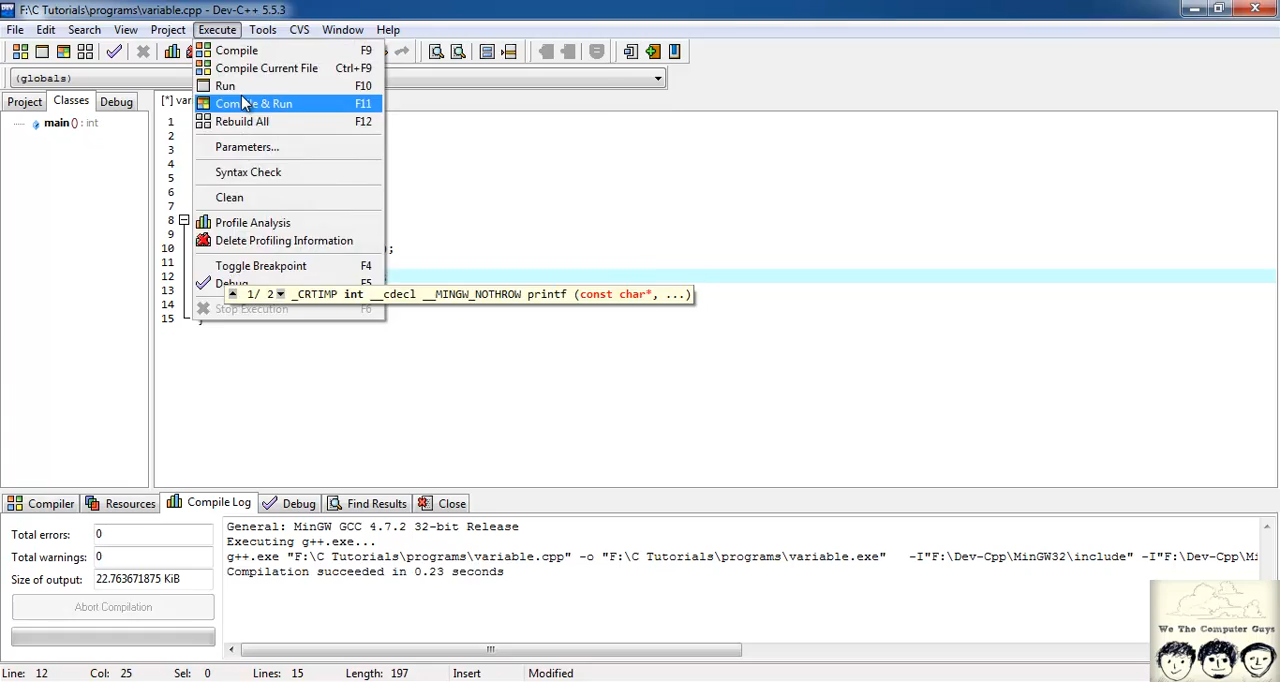 F:\C Tutorials\programs\variable.cpp - Dev-C++ 5.5.3
File Edit Search View Project Execute Tools CVS Window Help
Compile F9
Compile Current File Ctrl+F9
(globals)
Run F10
Project Classes Debug [*] var
Compile & Run F11
main() : int
1
Rebuild All F12
2
3
Parameters...
4
5
Syntax Check
6
Clean
7
8
Profile Analysis
9
Delete Profiling Information
10 );
11
Toggle Breakpoint F4
12
Debug F5
13
1/ 2 _CRTIMP int __cdecl __MINGW_NOTHROW printf (const char*, ...)
14
Stop Execution F6
15 }
Compiler Resources Compile Log Debug Find Results Close
Total errors: 0
Total warnings: 0
Size of output: 22.763671875 KiB
Abort Compilation
General: MinGW GCC 4.7.2 32-bit Release
Executing g++.exe...
g++.exe "F:\C Tutorials\programs\variable.cpp" -o "F:\C Tutorials\programs\variable.exe" -I"F:\Dev-Cpp\MinGW32\include" -I"F:\Dev-Cpp\Mi
Compilation succeeded in 0.23 seconds
We The Computer Guys
Line: 12 Col: 25 Sel: 0 Lines: 15 Length: 197 Insert Modified